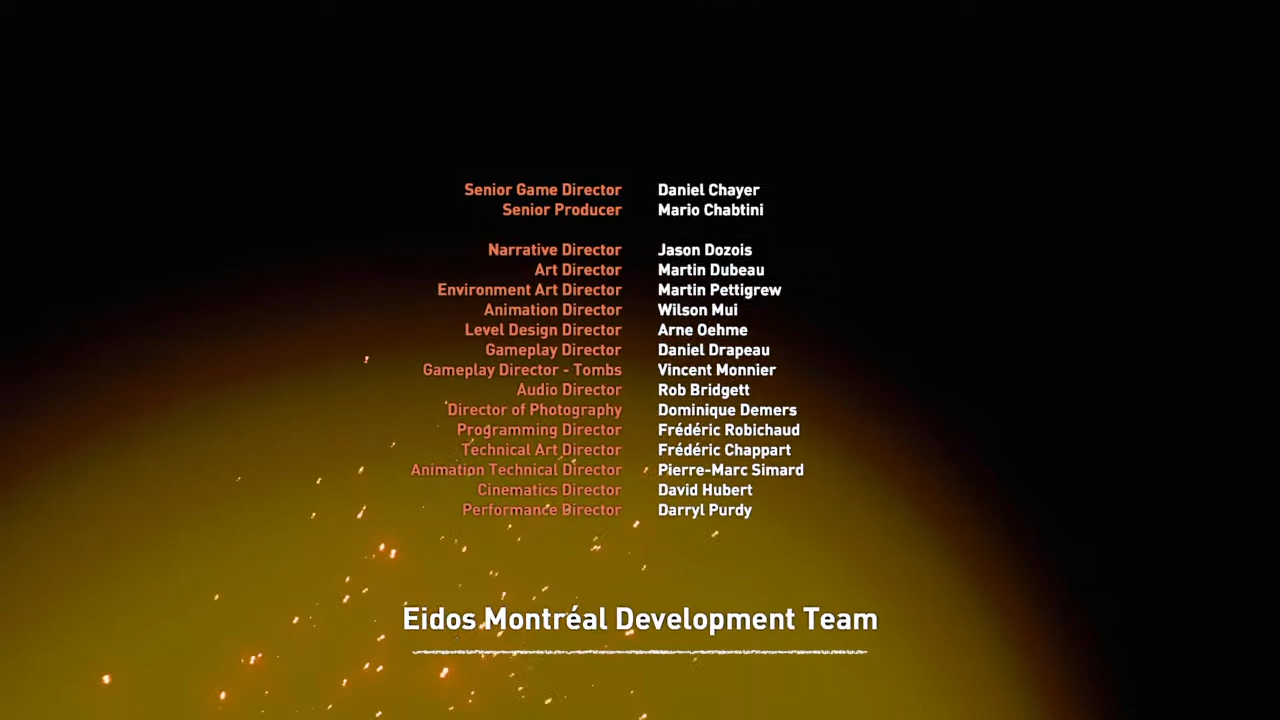 Senior Game Director Daniel Chayer
Senior Producer Mario Chabtini
Narrative Director Jason Dozois
Art Director Martin Dubeau
Environment Art Director Martin Pettigrew
Animation Director Wilson Mui
Level Design Director Arne Oehme
Gameplay Director Daniel Drapeau
Gameplay Director - Tombs Vincent Monnier
Audio Director Rob Bridgett
Director of Photography Dominique Demers
Programming Director Frédéric Robichaud
Technical Art Director Frédéric Chappart
Animation Technical Director Pierre-Marc Simard
Cinematics Director David Hubert
Performance Director Darryl Purdy
Eidos Montréal Development Team